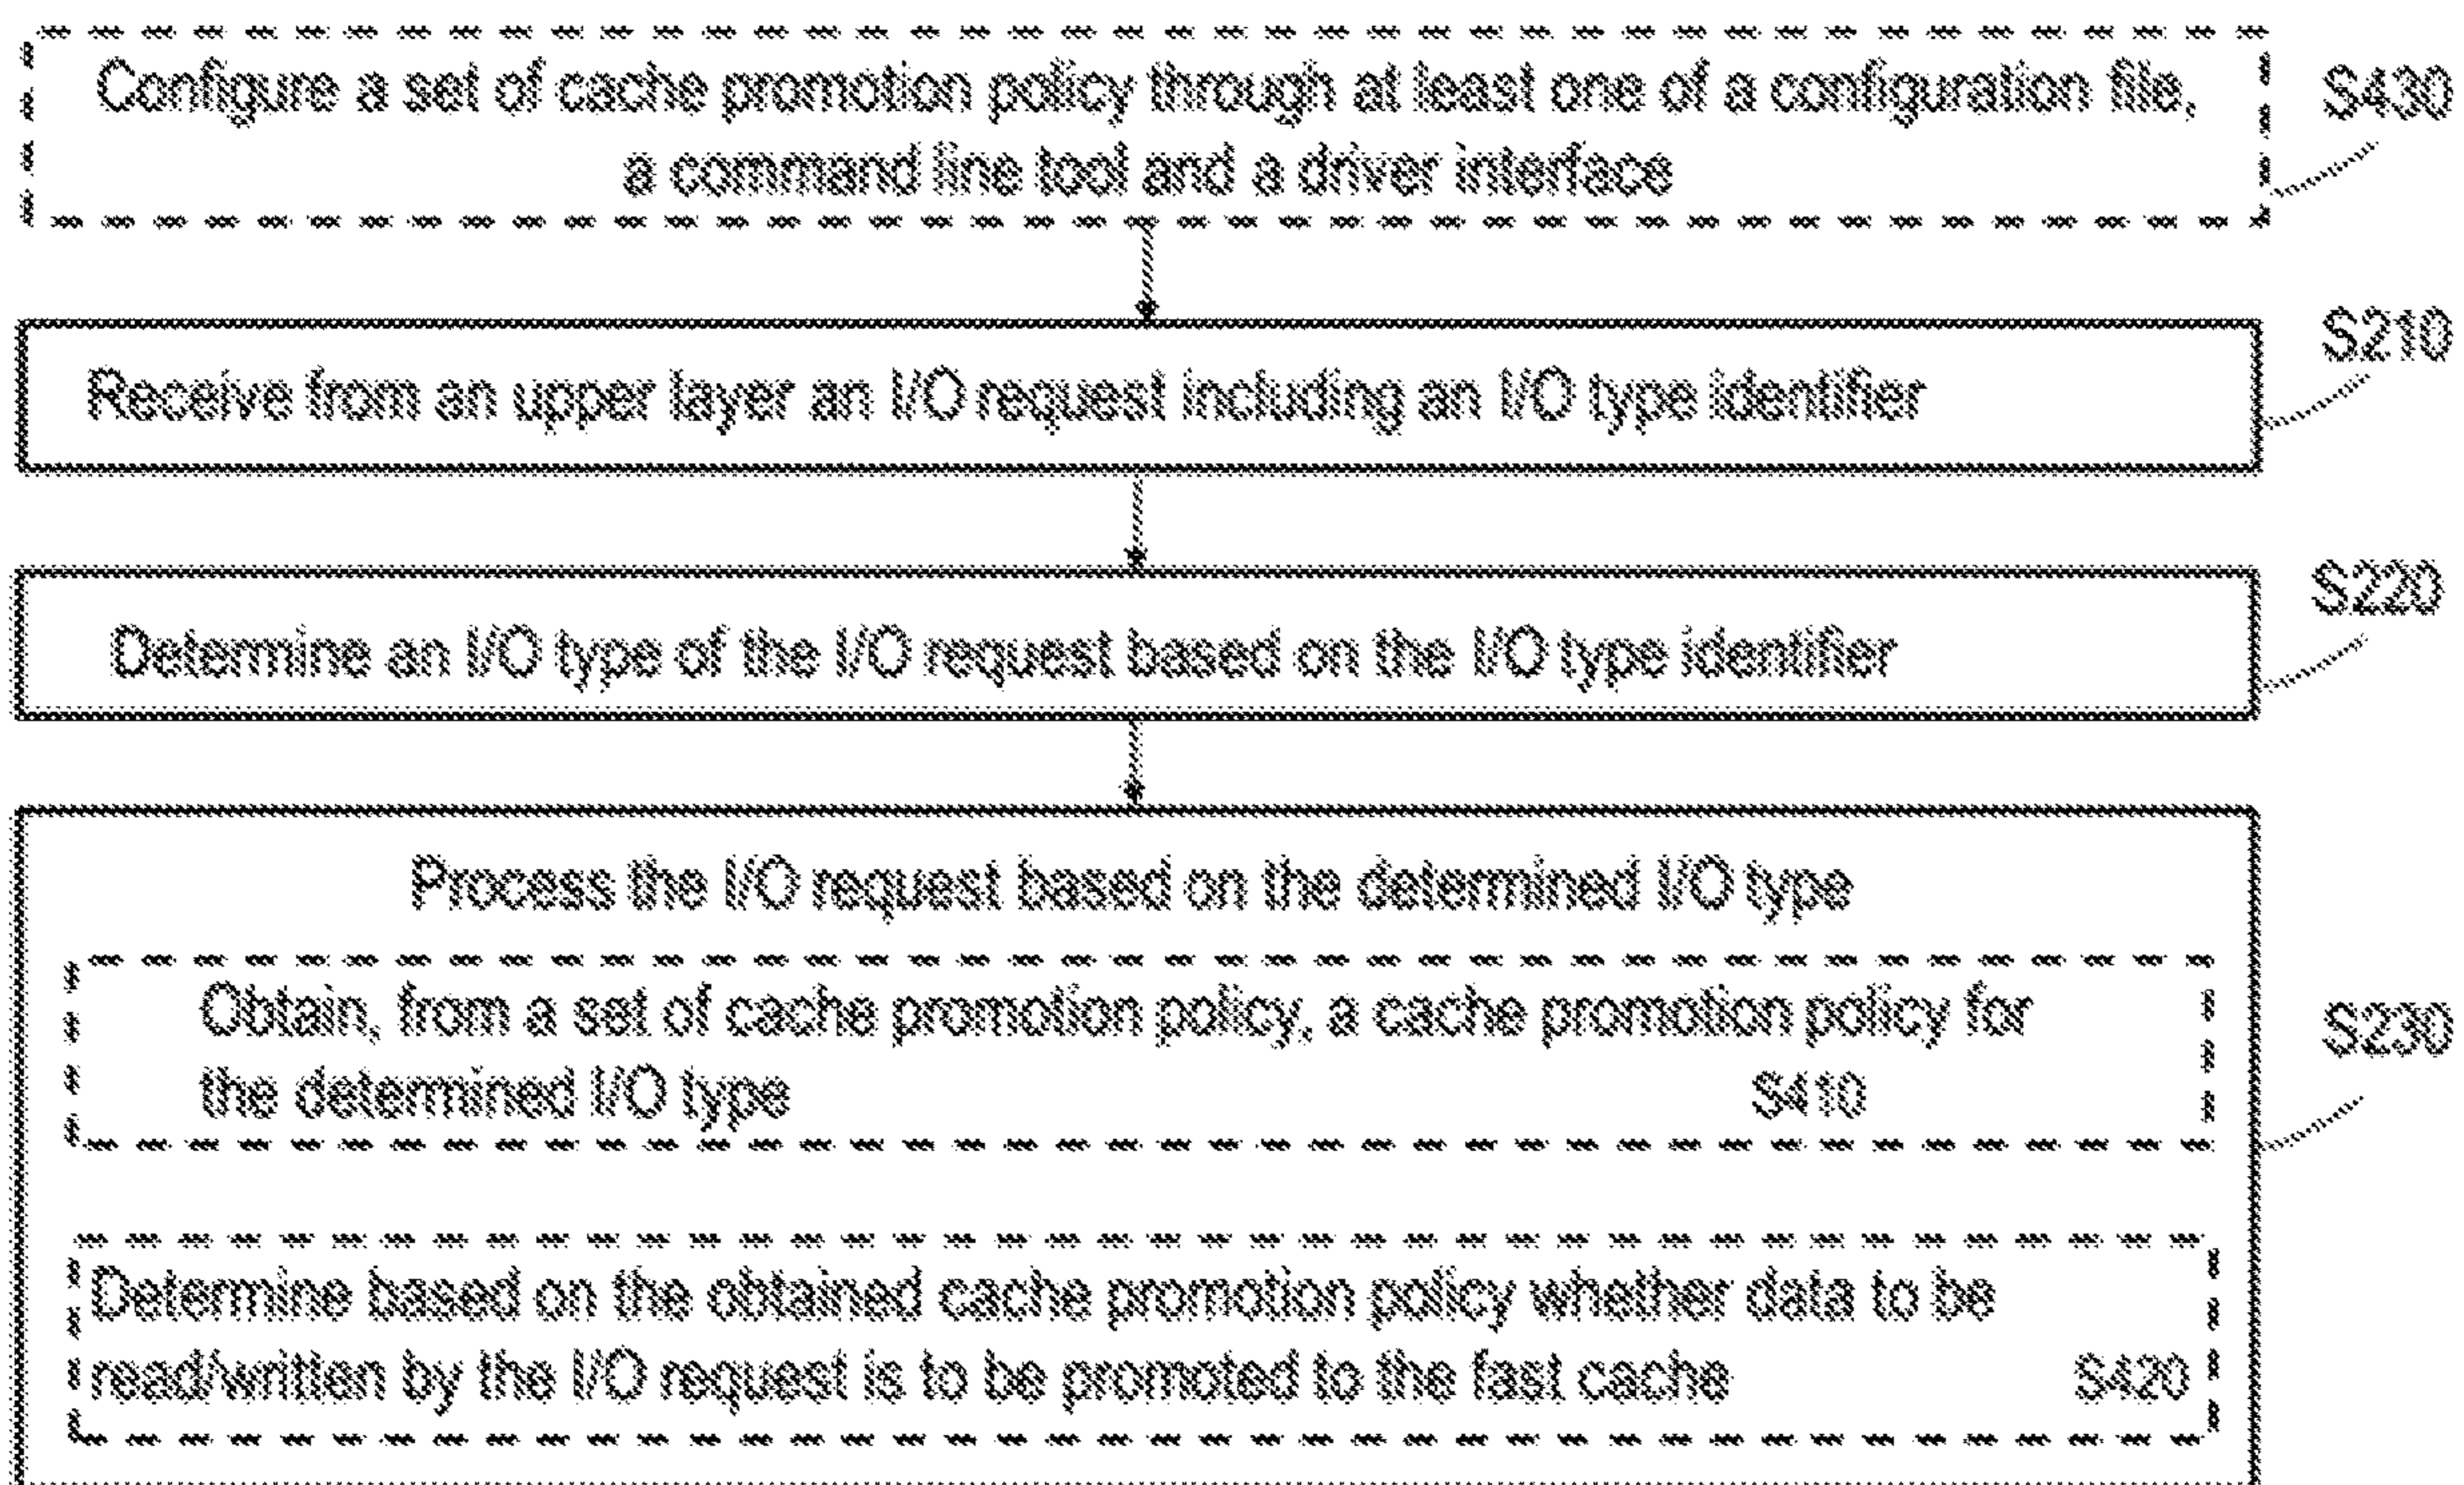 Configure a set of cache promotion policy through at least one of a configuration file,
a command line tool and a driver interface
S430
Receive from an upper layer an I/O request including an I/O type identifier
S210
Determine an I/O type of the I/O request based on the I/O type identifier
S220
Process the I/O request based on the determined I/O type
Obtain, from a set of cache promotion policy, a cache promotion policy for
the determined I/O type
S410
S230
Determine based on the obtained cache promotion policy whether data to be
read/written by the I/O request is to be promoted to the fast cache
S420